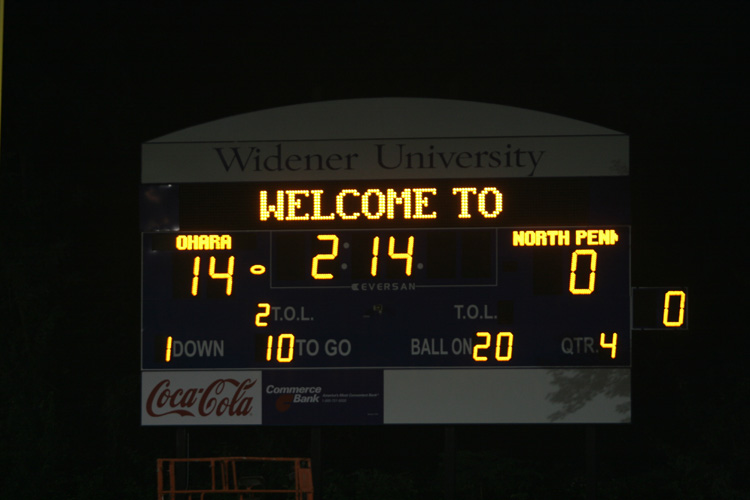 Widener University
WELCOME TO
OHARA 2:14 NORTH PENN
14 0
EVERSAN
0
2 T.O.L. T.O.L.
1 DOWN 10 TO GO BALL ON 20 QTR. 4
Coca-Cola
Commerce
Bank